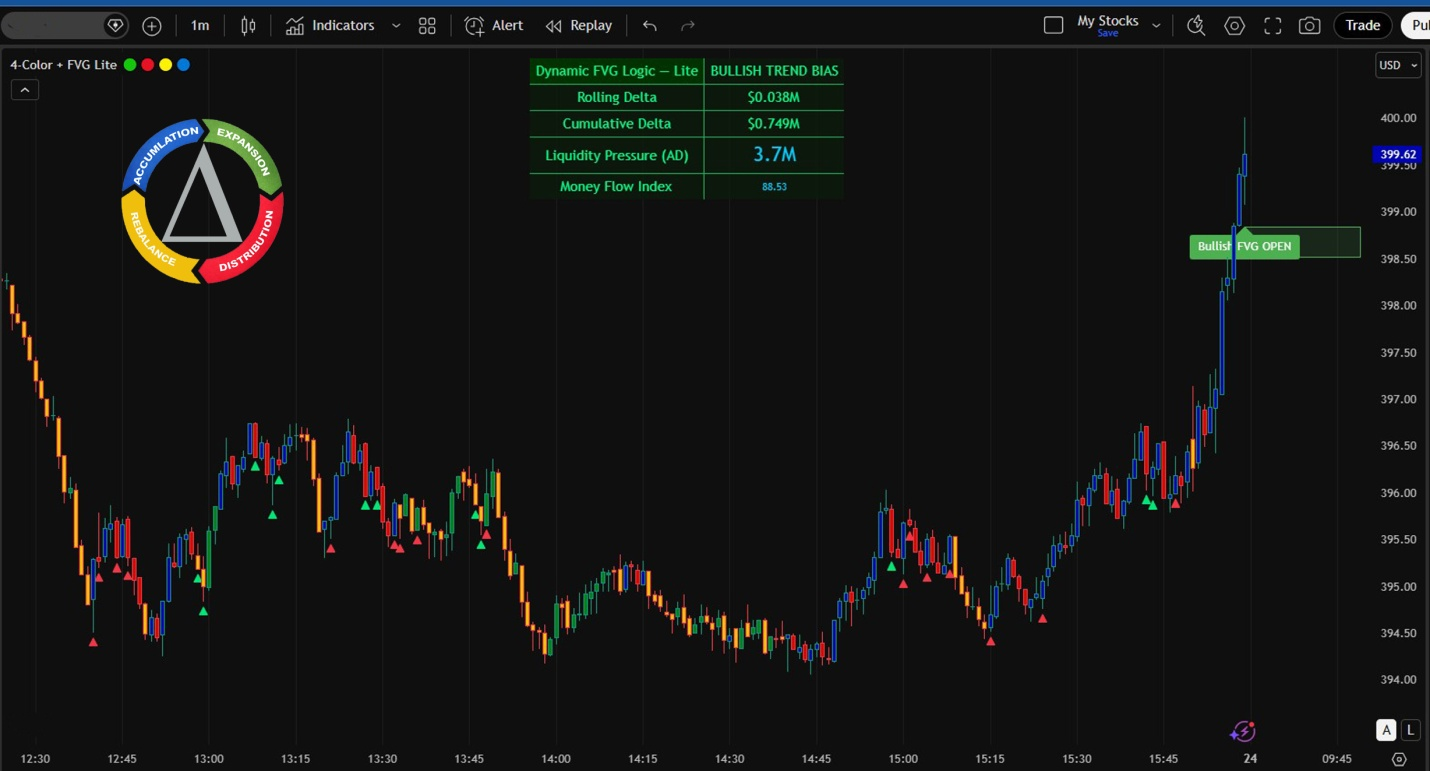 1m Indicators Alert Replay My Stocks Save Trade Pul
4-Color + FVG Lite
USD
Dynamic FVG Logic – Lite BULLISH TREND BIAS
Rolling Delta $0.038M
Cumulative Delta $0.749M
Liquidity Pressure (AD) 3.7M
Money Flow Index 88.53
ACCUMLATION
EXPANSION
REBALANCE
DISTRIBUTION
Bullish FVG OPEN
400.00
399.62
399.50
399.00
398.50
398.00
397.50
397.00
396.50
396.00
395.50
395.00
394.50
394.00
A L
12:30 12:45 13:00 13:15 13:30 13:45 14:00 14:15 14:30 14:45 15:00 15:15 15:30 15:45 24 09:45